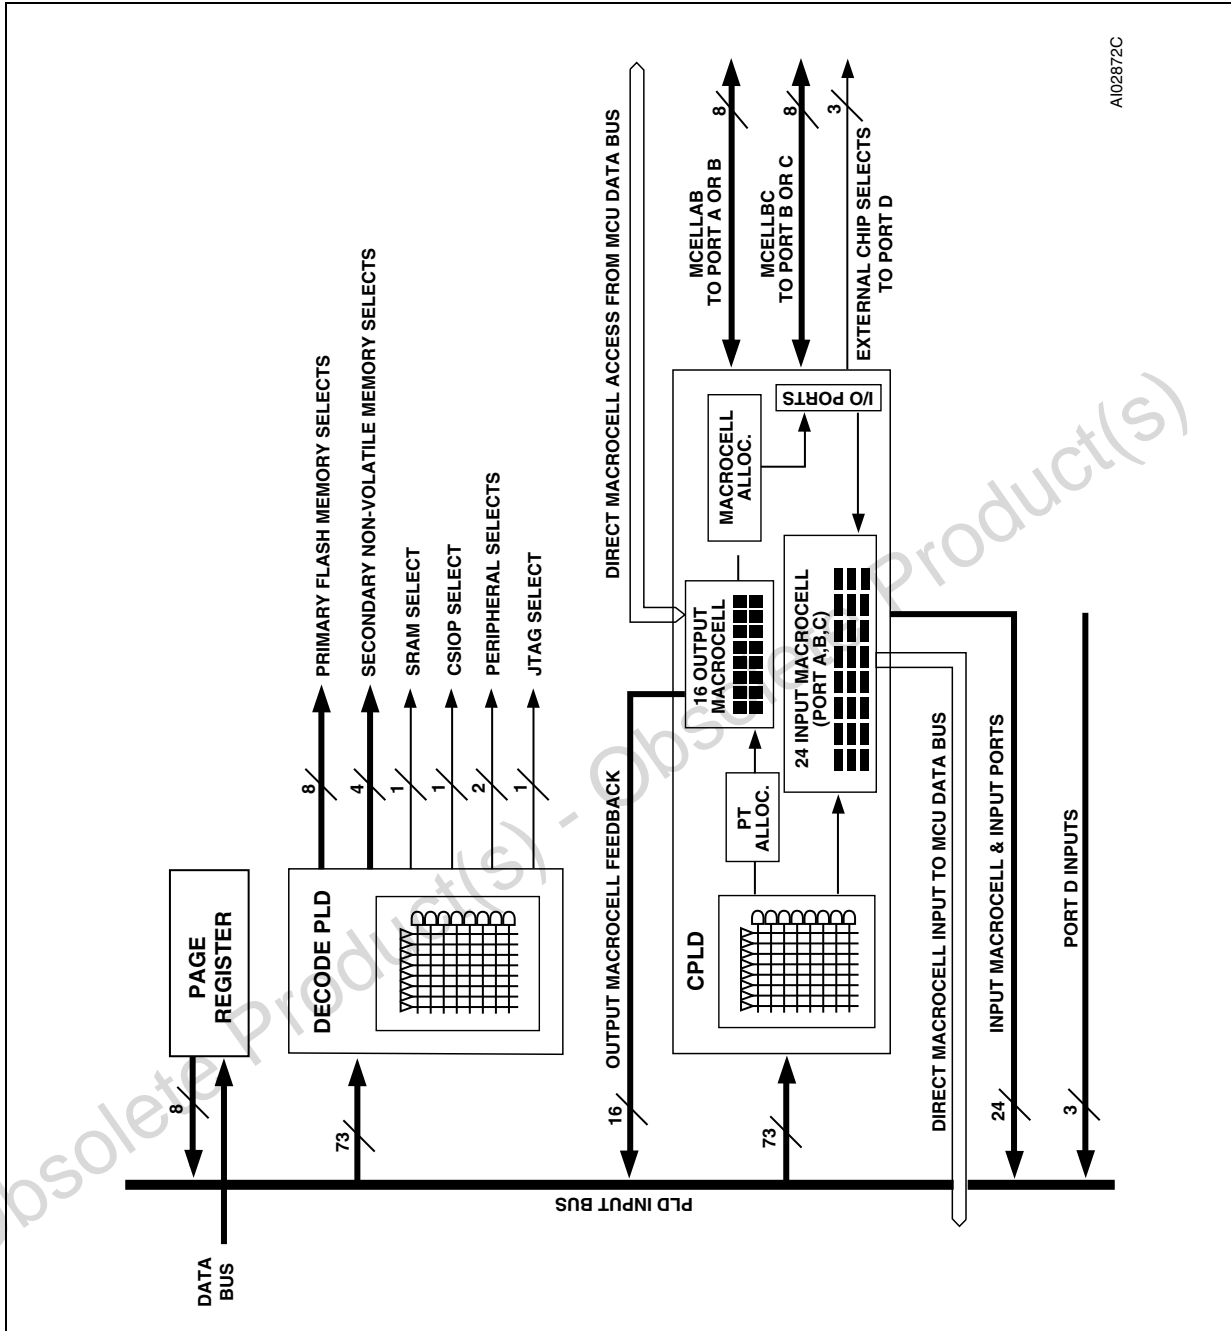 DATA
BUS
8
PAGE
REGISTER
PLD INPUT BUS
73
DECODE PLD
8
PRIMARY FLASH MEMORY SELECTS
4
SECONDARY NON-VOLATILE MEMORY SELECTS
1
SRAM SELECT
1
CSIOP SELECT
2
PERIPHERAL SELECTS
1
JTAG SELECT
16
OUTPUT MACROCELL FEEDBACK
DIRECT MACROCELL ACCESS FROM MCU DATA BUS
73
CPLD
PT
ALLOC.
16 OUTPUT
MACROCELL
MACROCELL
ALLOC.
I/O PORTS
24 INPUT MACROCELL
(PORT A,B,C)
MCELLAB
TO PORT A OR B
8
MCELLBC
TO PORT B OR C
8
EXTERNAL CHIP SELECTS
TO PORT D
3
DIRECT MACROCELL INPUT TO MCU DATA BUS
24
INPUT MACROCELL & INPUT PORTS
3
PORT D INPUTS
AI02872C
Obsolete Product(s) - Obsolete Product(s)